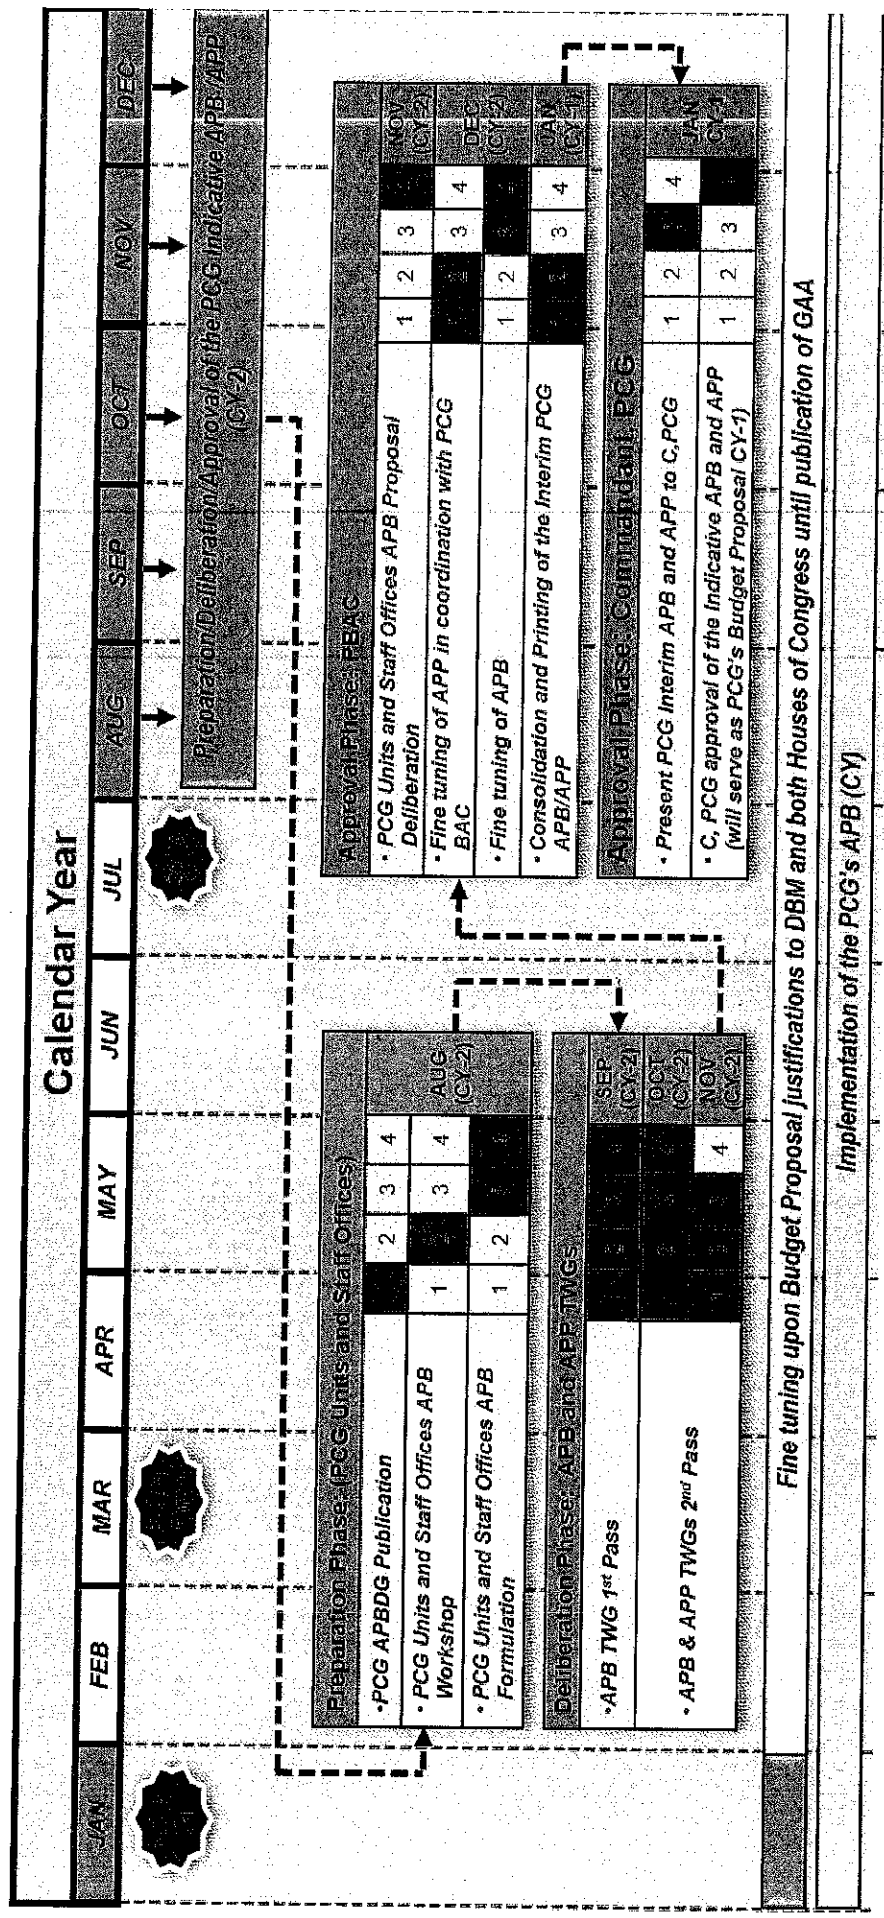 Calendar Year
JAN FEB MAR APR MAY JUN JUL AUG SEP OCT NOV DEC
Preparation/Deliberation/Approval of the PCG Indicative APB, APP
(CY-2)
Preparation Phase: (PCG Units and Staff Offices)
•PCG APBDG Publication 2 3 4
AUG
(CY-2)
• PCG Units and Staff Offices APB
Workshop 1 3 4
• PCG Units and Staff Offices APB
Formulation 1 2
Deliberation Phase: APB and APP TWGs
•APB TWG 1st Pass
SEP
(CY-2)
• APB & APP TWGs 2nd Pass
OCT
(CY-2)
4
NOV
(CY-2)
Approval Phase: PBAC
• PCG Units and Staff Offices APB Proposal
Deliberation 1 2 3
NOV
(CY-2)
• Fine tuning of APP in coordination with PCG
BAC 3 4
DEC
(CY-2)
• Fine tuning of APB 1 2
• Consolidation and Printing of the Interim PCG
APB/APP 3 4
JAN
(CY-1)
Approval Phase: Commandant, PCG
• Present PCG Interim APB and APP to C,PCG 1 2 4
JAN
CY-1
• C, PCG approval of the Indicative APB and APP
(will serve as PCG's Budget Proposal CY-1) 1 2 3
Fine tuning upon Budget Proposal justifications to DBM and both Houses of Congress until publication of GAA
Implementation of the PCG's APB (CY)